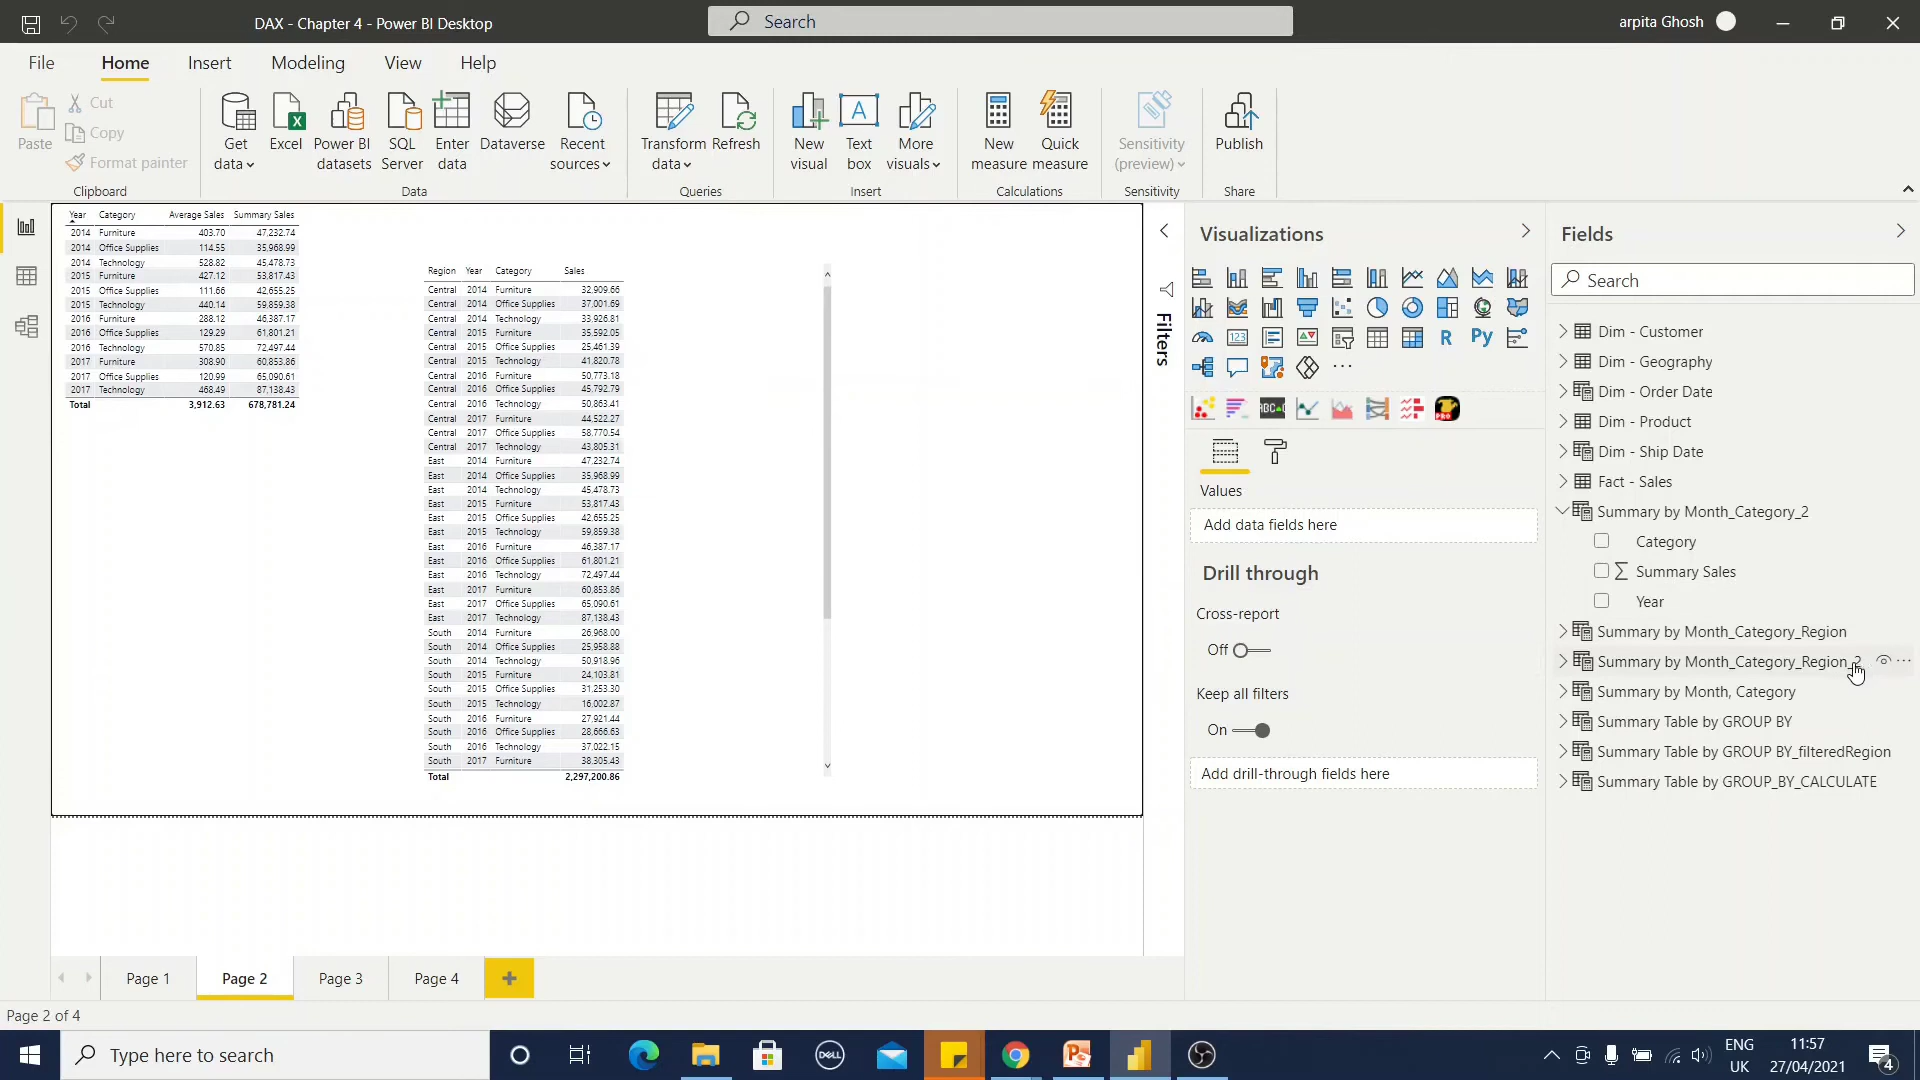 DAX - Chapter 4 - Power BI Desktop
Search
arpita Ghosh
File Home Insert Modeling View Help
Paste
Cut
Copy
Format painter
Clipboard
Get data
Excel
Power BI datasets
SQL Server
Enter data
Dataverse
Recent sources
Data
Transform data
Refresh
Queries
New visual
Text box
More visuals
Insert
New measure
Quick measure
Calculations
Sensitivity (preview)
Sensitivity
Publish
Share
Year Category Average Sales Summary Sales
2014 Furniture 403.70 47,232.74
2014 Office Supplies 114.55 35,968.99
2014 Technology 528.82 45,478.73
2015 Furniture 427.12 53,817.43
2015 Office Supplies 111.66 42,655.25
2015 Technology 440.14 59,859.38
2016 Furniture 288.12 46,387.17
2016 Office Supplies 129.29 61,801.21
2016 Technology 570.85 72,497.44
2017 Furniture 308.90 60,853.86
2017 Office Supplies 120.99 65,090.61
2017 Technology 468.49 87,138.43
Total 3,912.63 678,781.24
Region Year Category Sales
Central 2014 Furniture 32,909.66
Central 2014 Office Supplies 37,001.69
Central 2014 Technology 33,926.81
Central 2015 Furniture 35,592.05
Central 2015 Office Supplies 25,461.39
Central 2015 Technology 41,820.78
Central 2016 Furniture 50,773.18
Central 2016 Office Supplies 45,792.79
Central 2016 Technology 50,863.41
Central 2017 Furniture 44,522.27
Central 2017 Office Supplies 58,770.54
Central 2017 Technology 43,805.31
East 2014 Furniture 47,232.74
East 2014 Office Supplies 35,968.99
East 2014 Technology 45,478.73
East 2015 Furniture 53,817.43
East 2015 Office Supplies 42,655.25
East 2015 Technology 59,859.38
East 2016 Furniture 46,387.17
East 2016 Office Supplies 61,801.21
East 2016 Technology 72,497.44
East 2017 Furniture 60,853.86
East 2017 Office Supplies 65,090.61
East 2017 Technology 87,138.43
South 2014 Furniture 26,968.00
South 2014 Office Supplies 25,958.88
South 2014 Technology 50,918.96
South 2015 Furniture 24,103.81
South 2015 Office Supplies 31,253.30
South 2015 Technology 16,002.87
South 2016 Furniture 27,921.44
South 2016 Office Supplies 28,666.63
South 2016 Technology 37,022.15
South 2017 Furniture 38,305.43
Total 2,297,200.86
Filters
Visualizations
R
Py
123
ABC
PRO
Values
Add data fields here
Drill through
Cross-report
Off
Keep all filters
On
Add drill-through fields here
Fields
Search
Dim - Customer
Dim - Geography
Dim - Order Date
Dim - Product
Dim - Ship Date
Fact - Sales
Summary by Month_Category_2
Category
Summary Sales
Year
Summary by Month_Category_Region
Summary by Month_Category_Region_2
Summary by Month, Category
Summary Table by GROUP BY
Summary Table by GROUP BY_filteredRegion
Summary Table by GROUP_BY_CALCULATE
Page 1
Page 2
Page 3
Page 4
+
Page 2 of 4
Type here to search
DELL
ENG
UK
11:57
27/04/2021
4